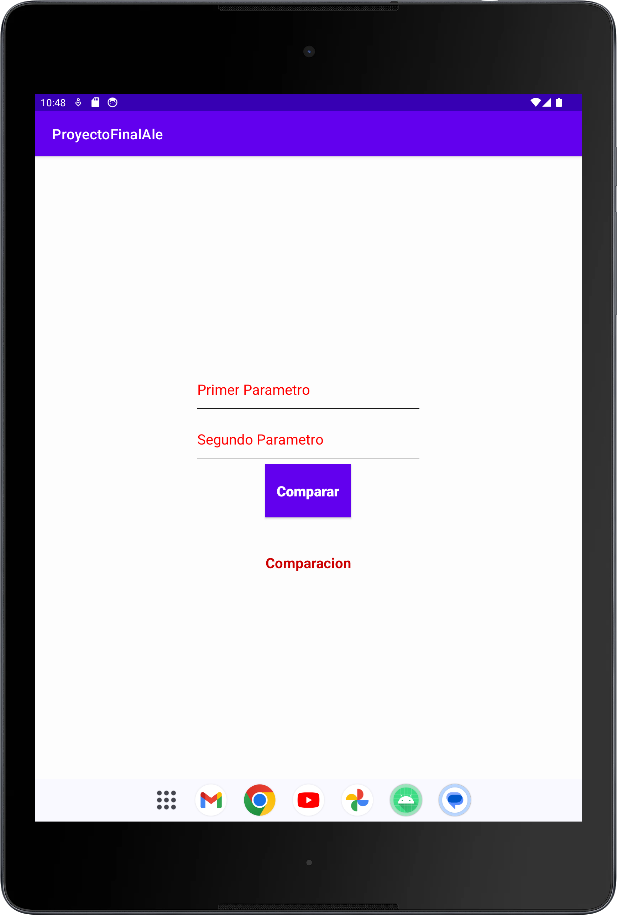 10:48
ProyectoFinalAle
Primer Parametro
Segundo Parametro
Comparar
Comparacion